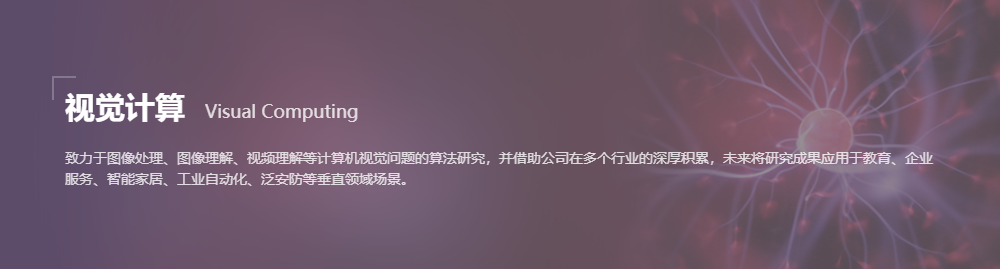 视觉计算 Visual Computing
致力于图像处理、图像理解、视频理解等计算机视觉问题的算法研究，并借助公司在多个行业的深厚积累，未来将研究成果应用于教育、企业
服务、智能家居、工业自动化、泛安防等垂直领域场景。